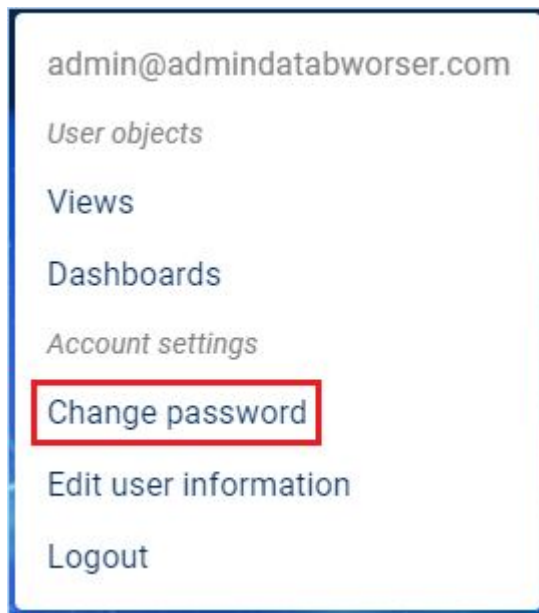 admin@admindatabworser.com
User objects
Views
Dashboards
Account settings
Change password
Edit user information
Logout